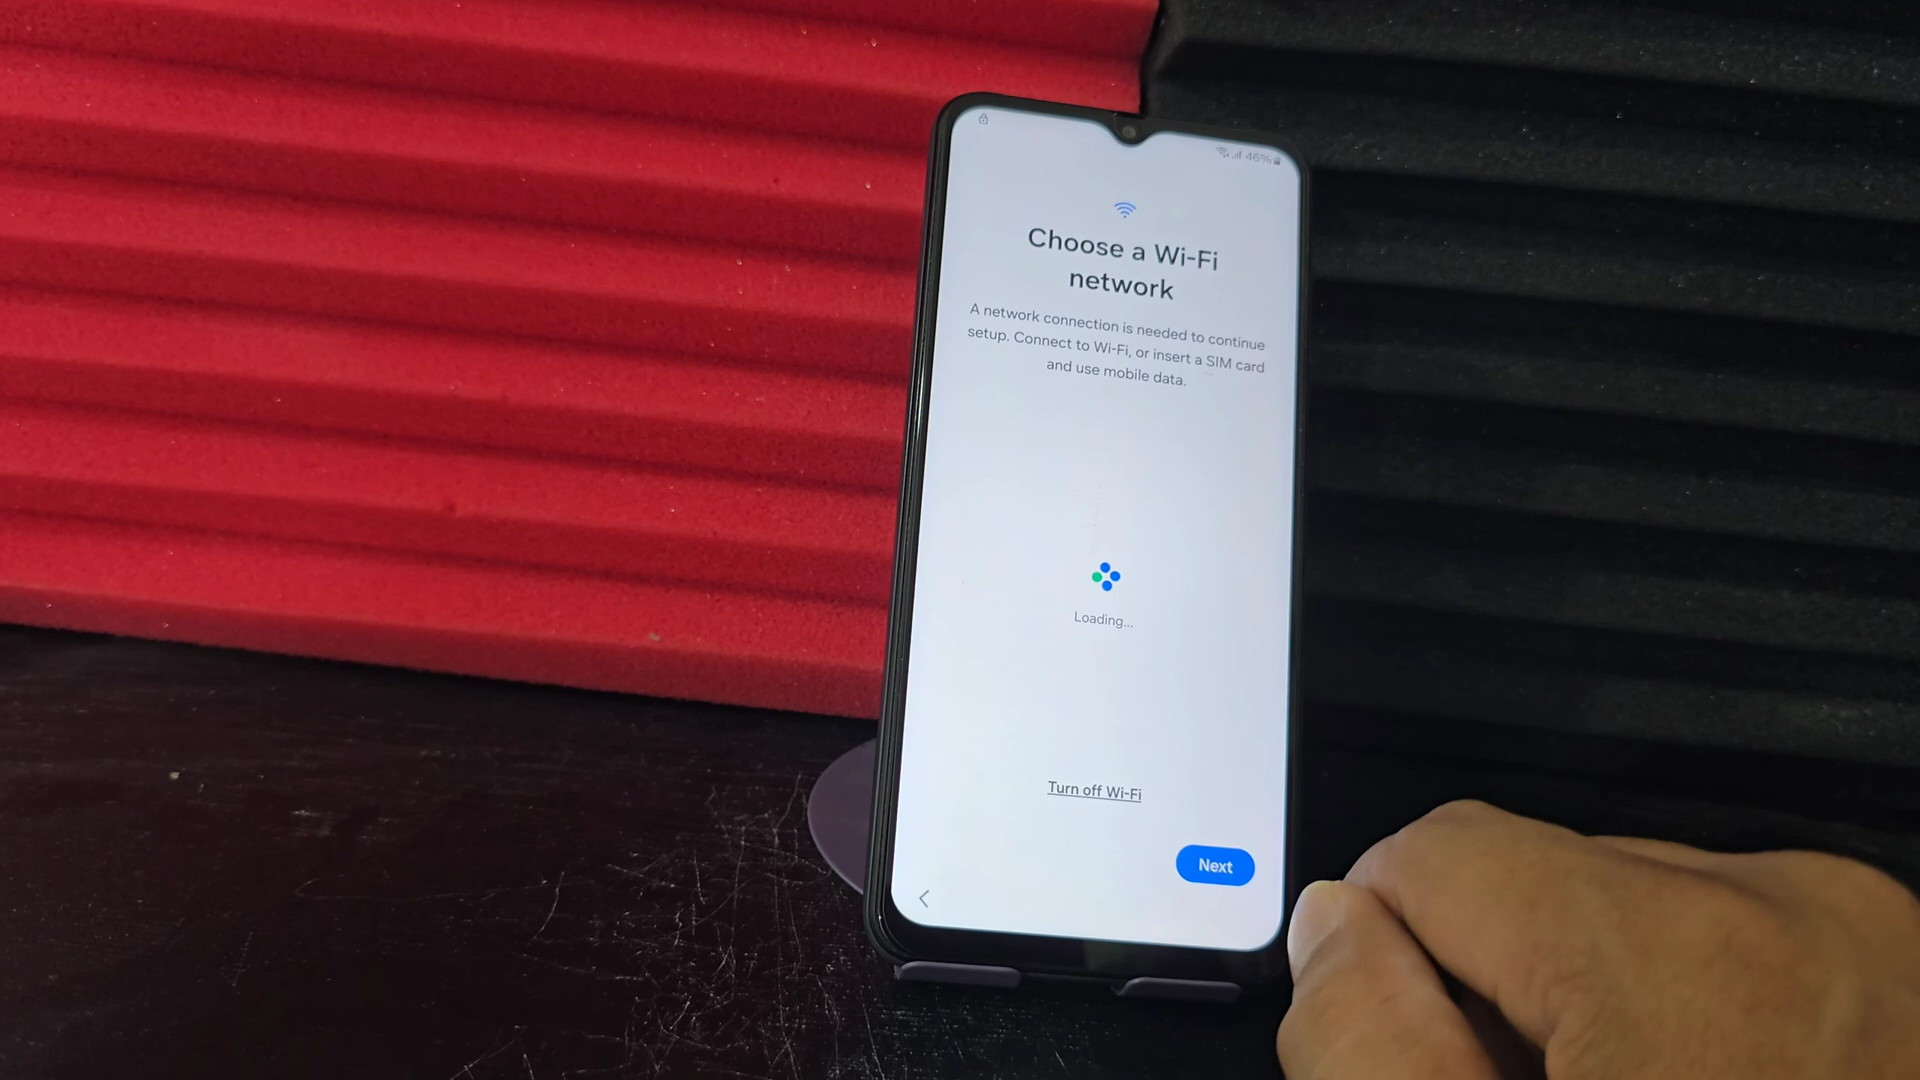 46%
Choose a Wi-Fi
network
A network connection is needed to continue
setup. Connect to Wi-Fi, or insert a SIM card
and use mobile data.
Loading...
Turn off Wi-Fi
Next